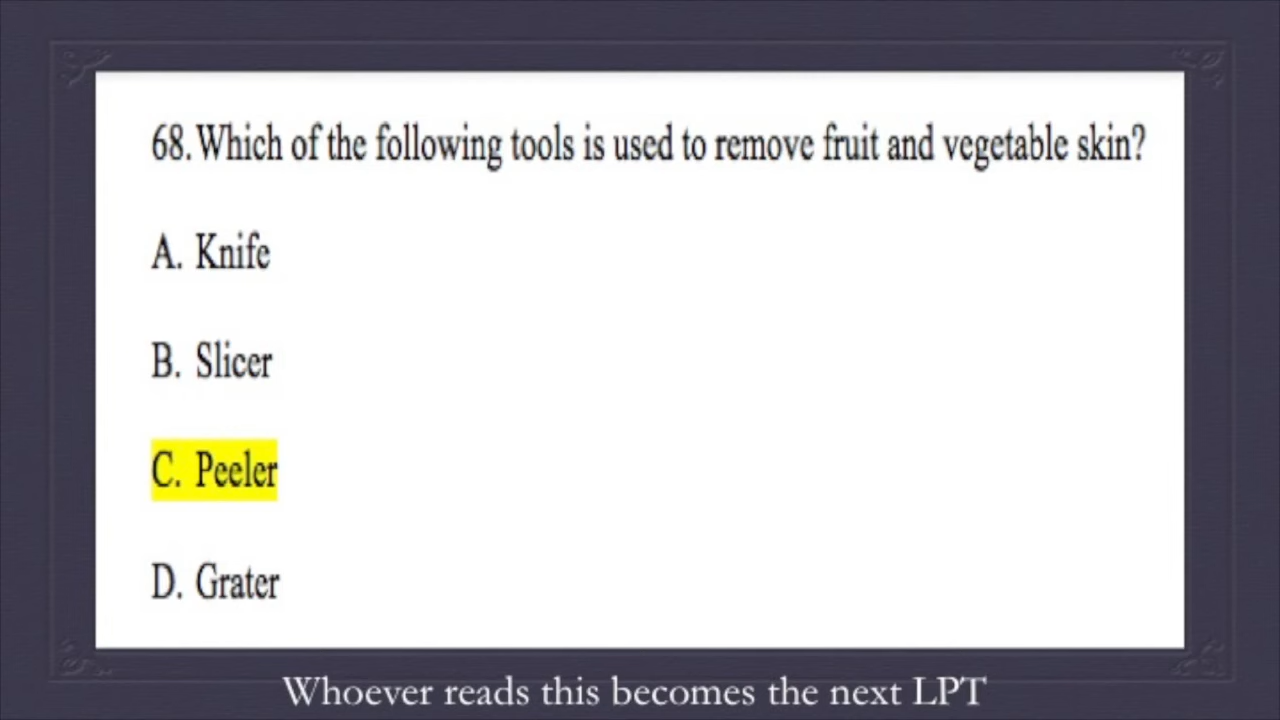 68. Which of the following tools is used to remove fruit and vegetable skin?
A. Knife
B. Slicer
C. Peeler
D. Grater
Whoever reads this becomes the next LPT